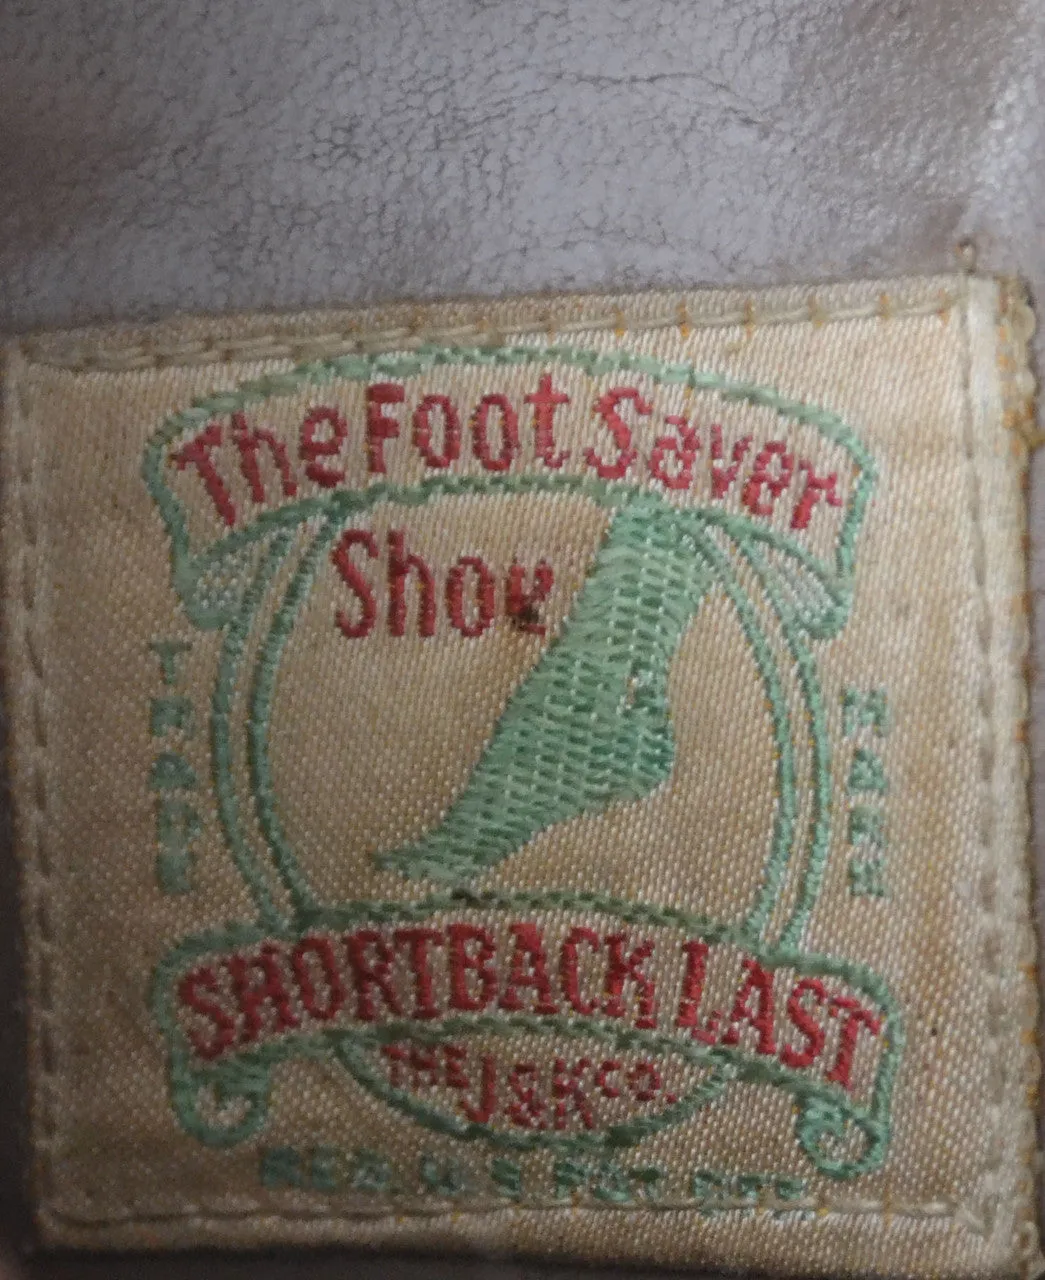 The Foot Saver
Shoe
TRADE
MARK
SHORTBACK LAST
THE J&K CO.
REG. U S PAT. OFF.